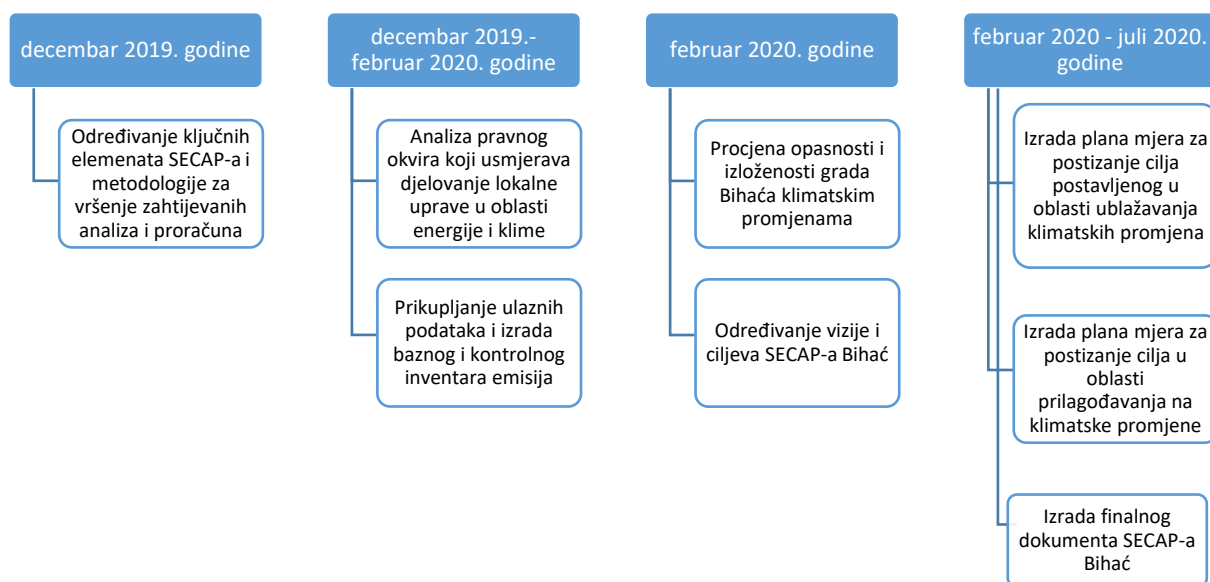 decembar 2019. godine
Određivanje ključnih
elemenata SECAP-a i
metodologije za
vršenje zahtijevanih
analiza i proračuna
decembar 2019.-
februar 2020. godine
Analiza pravnog
okvira koji usmjerava
djelovanje lokalne
uprave u oblasti
energije i klime
Prikupljanje ulaznih
podataka i izrada
baznog i kontrolnog
inventara emisija
februar 2020. godine
Procjena opasnosti i
izloženosti grada
Bihaća klimatskim
promjenama
Određivanje vizije i
ciljeva SECAP-a Bihać
februar 2020 - juli 2020.
godine
Izrada plana mjera za
postizanje cilja
postavljenog u
oblasti ublažavanja
klimatskih promjena
Izrada plana mjera za
postizanje cilja u
oblasti
prilagođavanja na
klimatske promjene
Izrada finalnog
dokumenta SECAP-a
Bihać